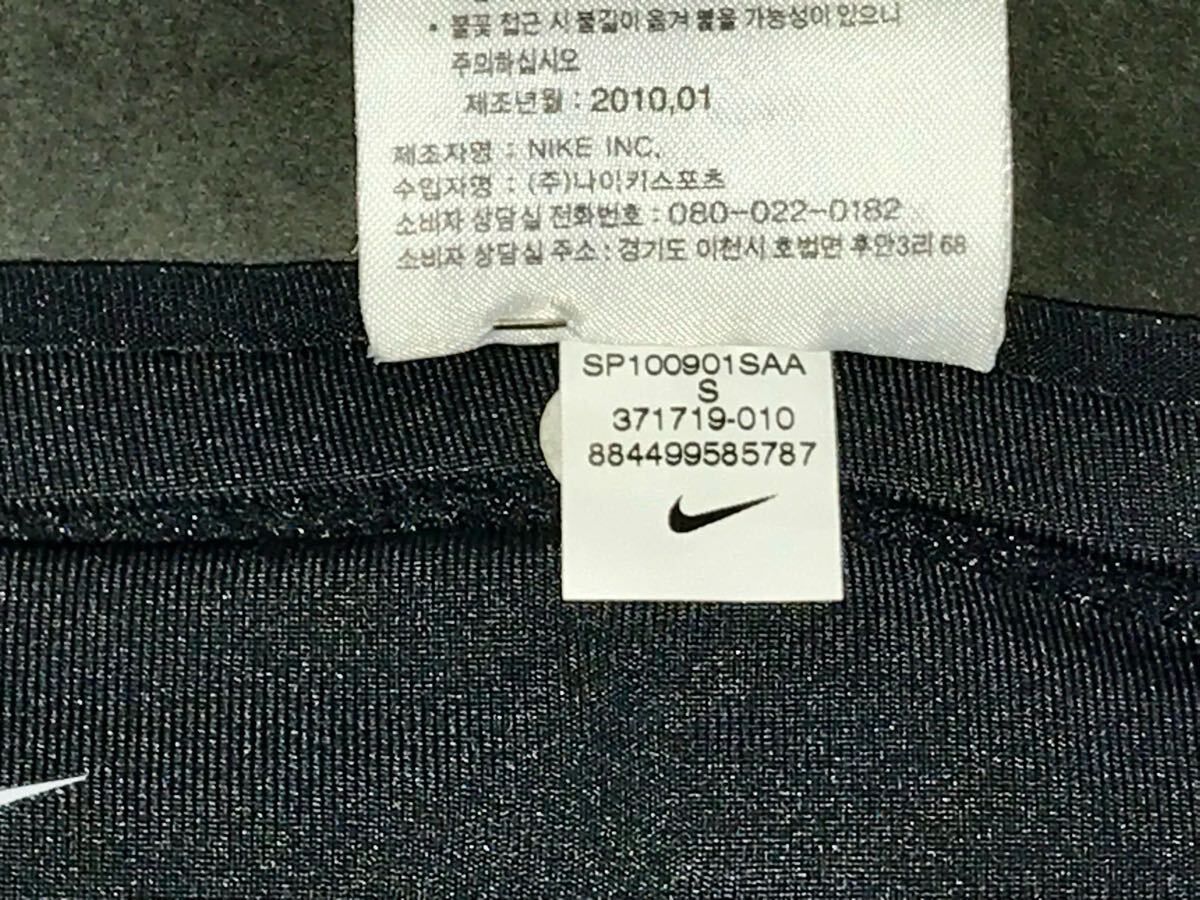 • 불꽃 접근 시 불길이 옮겨 붙을 가능성이 있으니
주의하십시오
제조년월 : 2010,01
제조자명 : NIKE INC,
수입자명 : (주)나이키스포츠
소비자 상담실 전화번호 : 080-022-0182
소비자 상담실 주소 : 경기도 이천시 호법면 후안3리 68
SP100901SAA
S
371719-010
884499585787